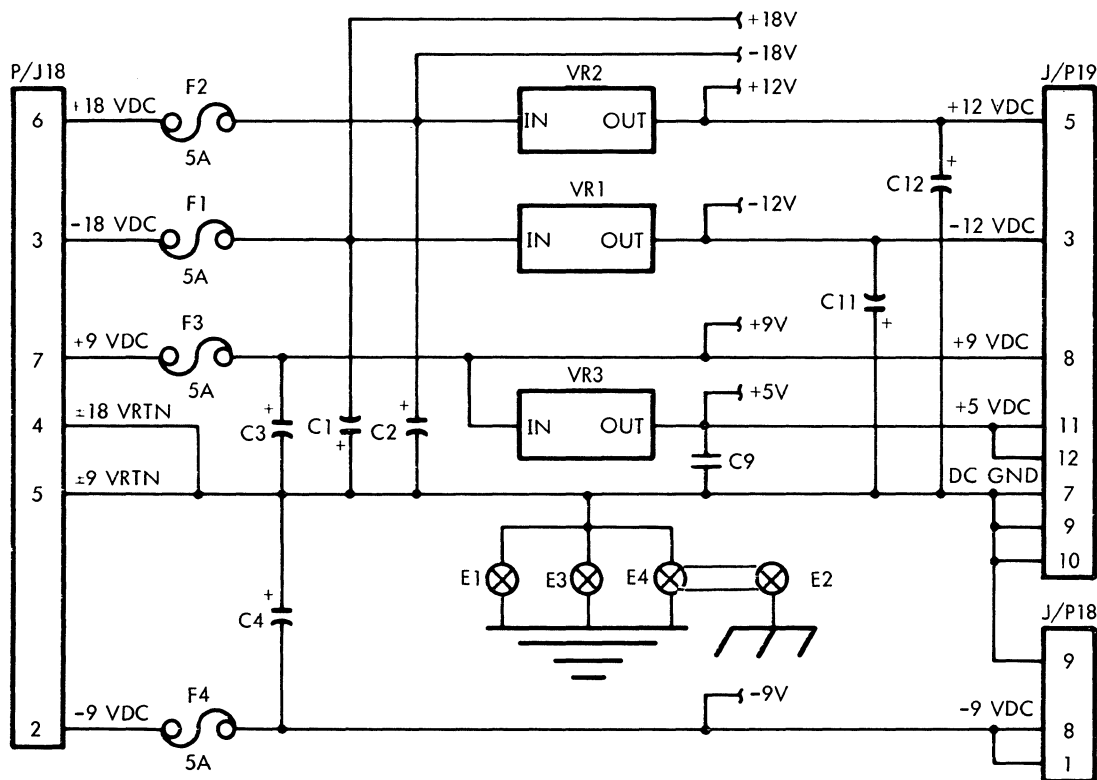 +18V
-18V
P/J18
J/P19
F2
VR2
+12V
6
+18 VDC
5A
IN
OUT
+12 VDC
5
C12
+
F1
VR1
-12V
3
-18 VDC
5A
IN
OUT
-12 VDC
3
C11
+
F3
+9V
7
+9 VDC
5A
+9 VDC
8
VR3
+5V
4
±18 VRTN
+
C3
C1
+
+
C2
IN
OUT
+5 VDC
11
C9
12
5
±9 VRTN
DC GND
7
9
10
E1
E3
E4
E2
+
C4
J/P18
9
F4
-9V
2
-9 VDC
5A
-9 VDC
8
1